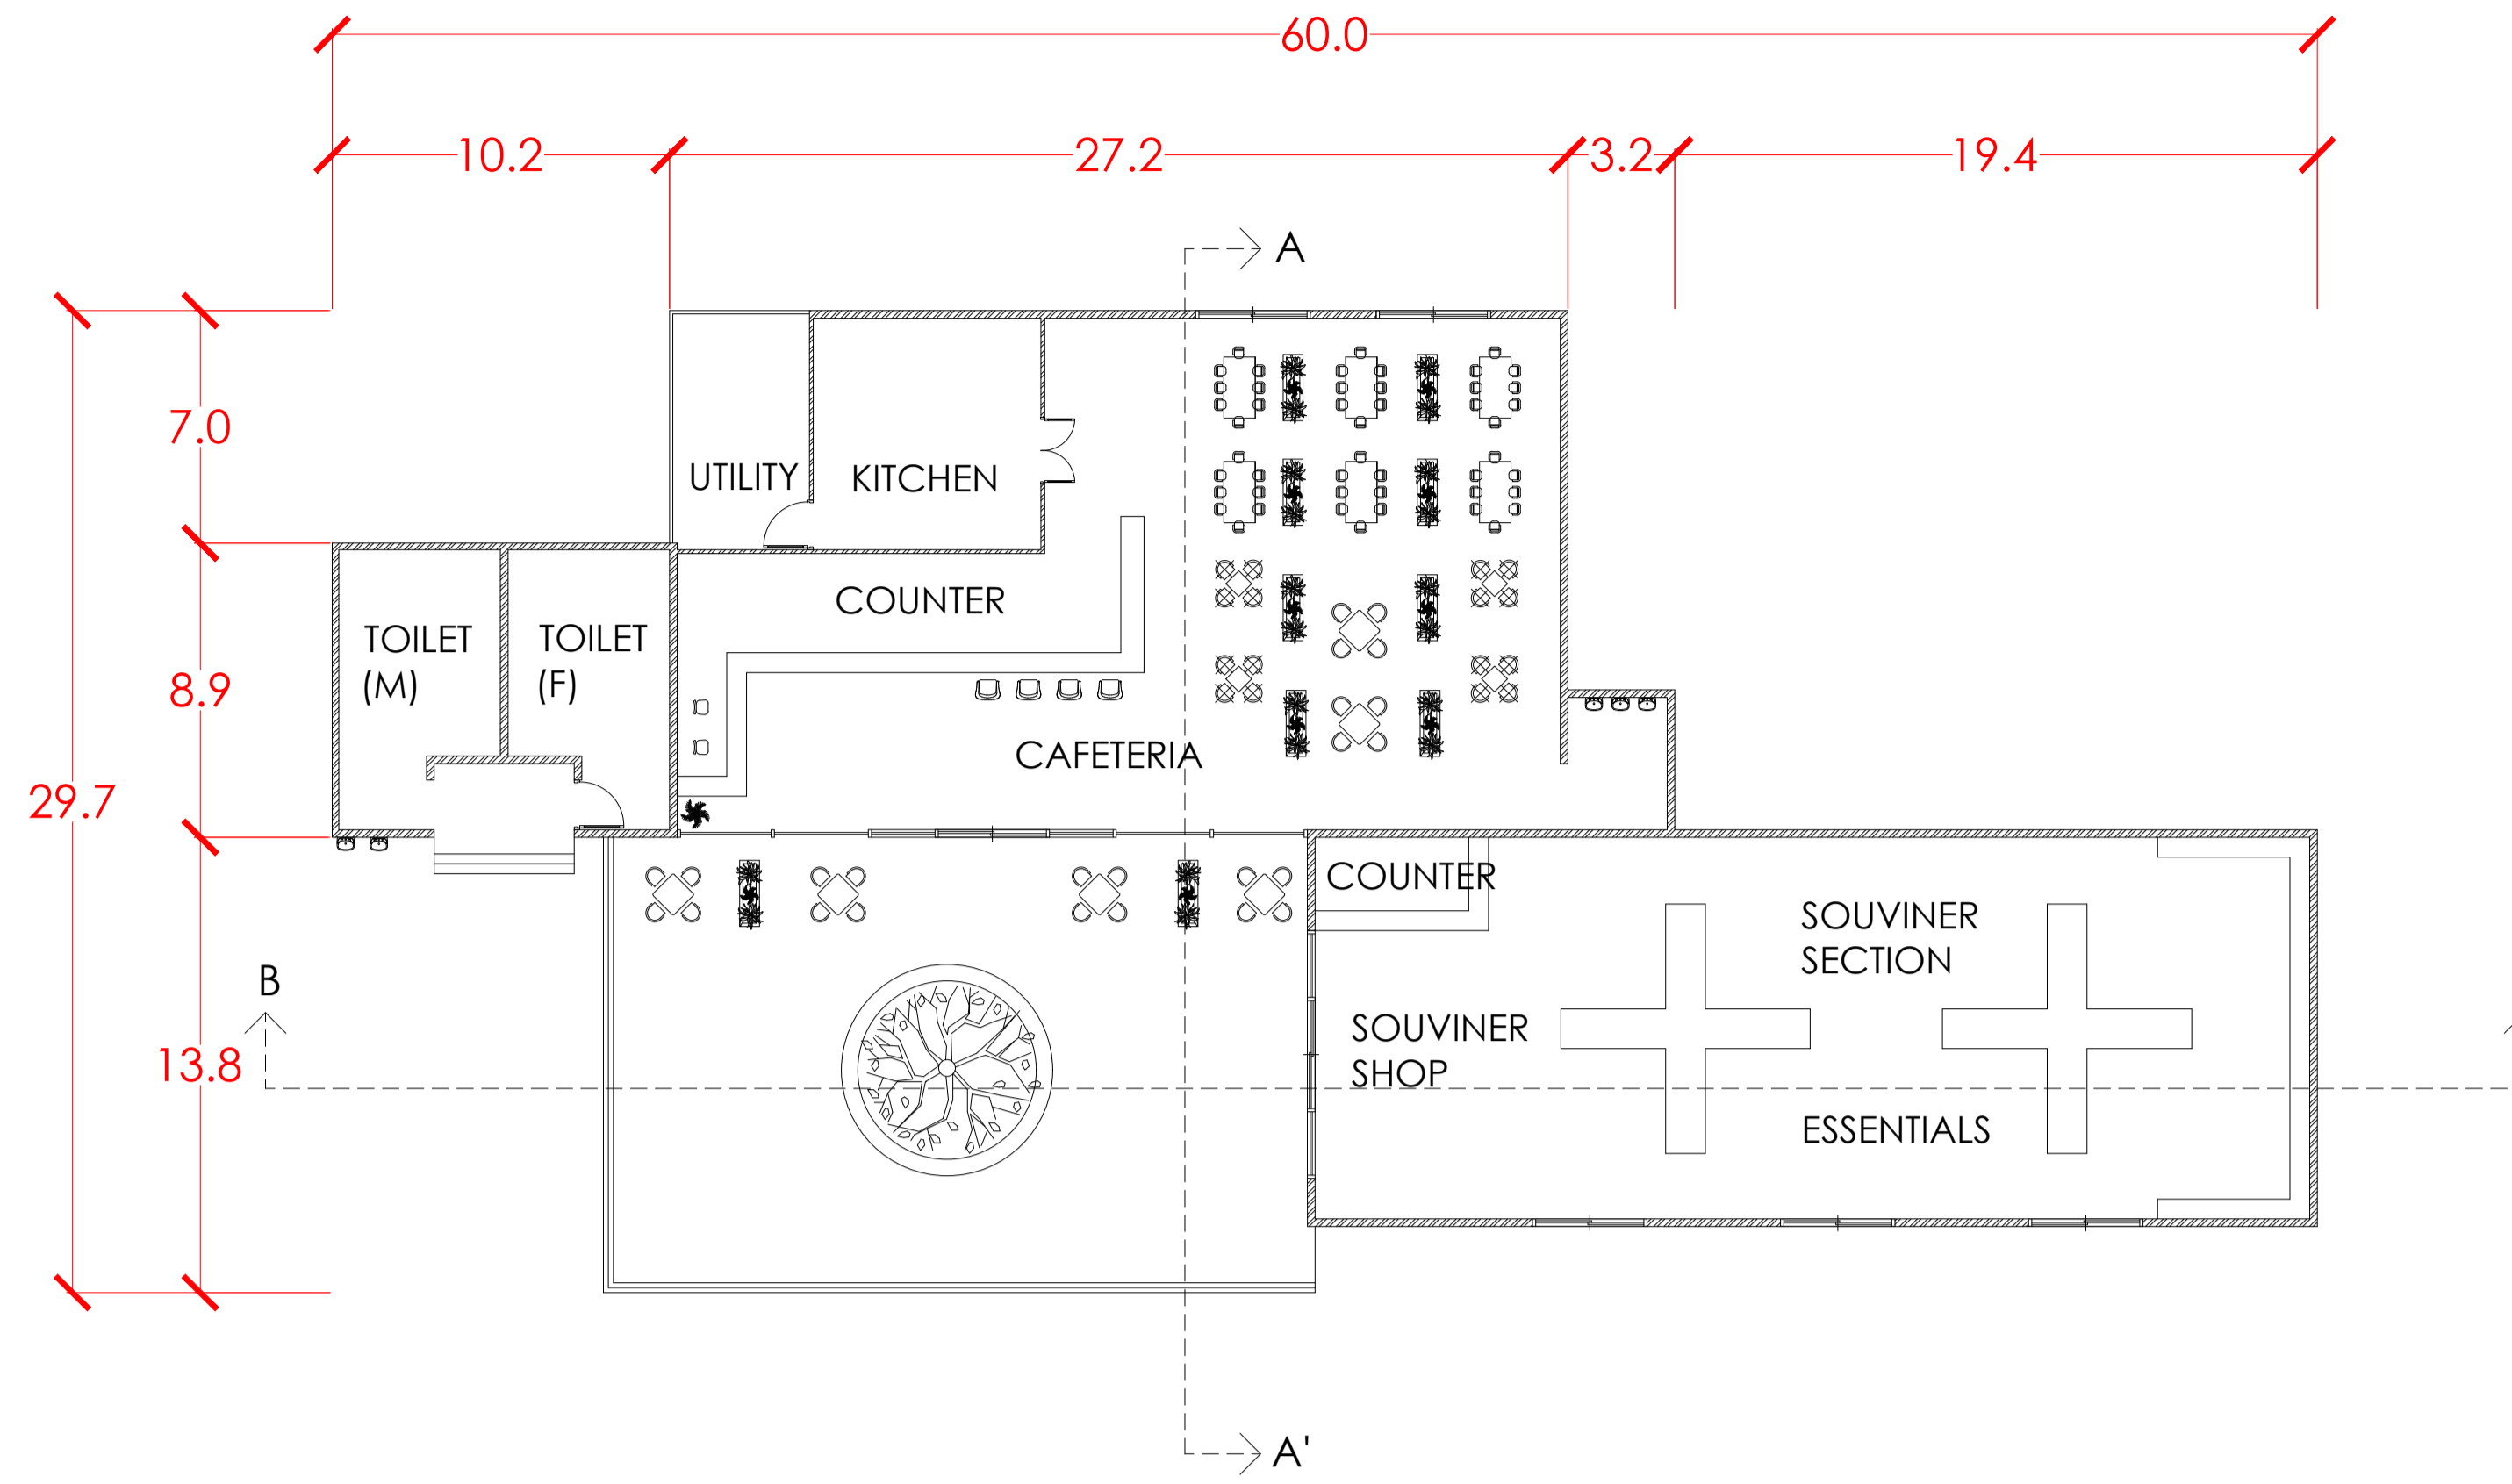 60.0
10.2
27.2
3.2
19.4
A
7.0
UTILITY
KITCHEN
COUNTER
TOILET
(M)
TOILET
(F)
8.9
CAFETERIA
29.7
COUNTER
SOUVINER
SECTION
B
SOUVINER
SHOP
13.8
ESSENTIALS
A'